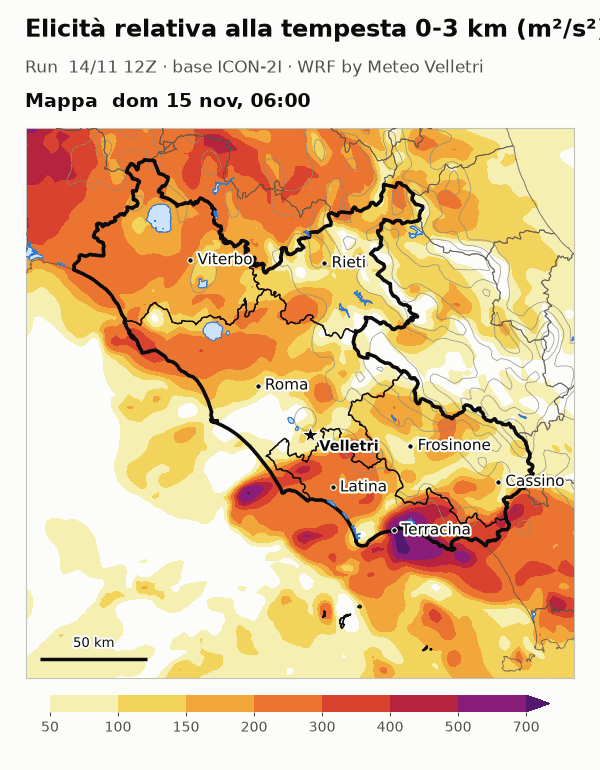 Elicità relativa alla tempesta 0-3 km (m²/s²)
Run  14/11 12Z · base ICON-2I · WRF by Meteo Velletri
Mappa  dom 15 nov, 06:00
Viterbo
Rieti
Roma
Velletri
Frosinone
Cassino
Latina
Terracina
50 km
50 100 150 200 300 400 500 700